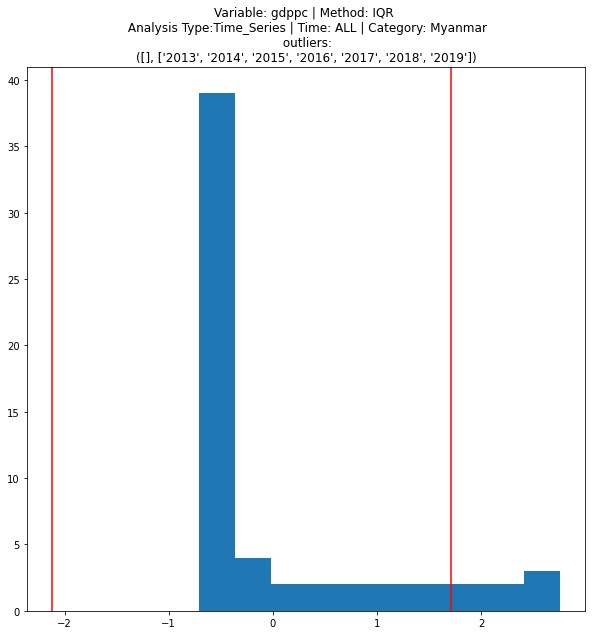 Variable: gdppc | Method: IQR
Analysis Type:Time_Series | Time: ALL | Category: Myanmar
outliers:
([], ['2013', '2014', '2015', '2016', '2017', '2018', '2019'])
40
35
30
25
20
15
10
5
0
−2 −1 0 1 2